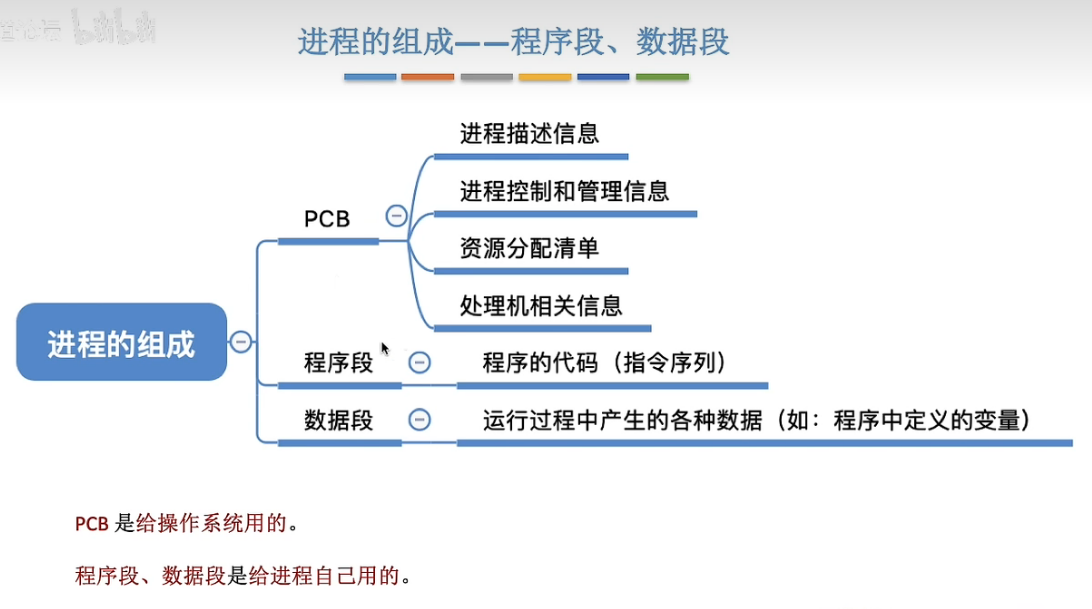 bilibili
进程的组成——程序段、数据段
进程描述信息
进程控制和管理信息
PCB
资源分配清单
处理机相关信息
进程的组成
程序段
程序的代码（指令序列）
数据段
运行过程中产生的各种数据（如：程序中定义的变量）
PCB 是给操作系统用的。
程序段、数据段是给进程自己用的。